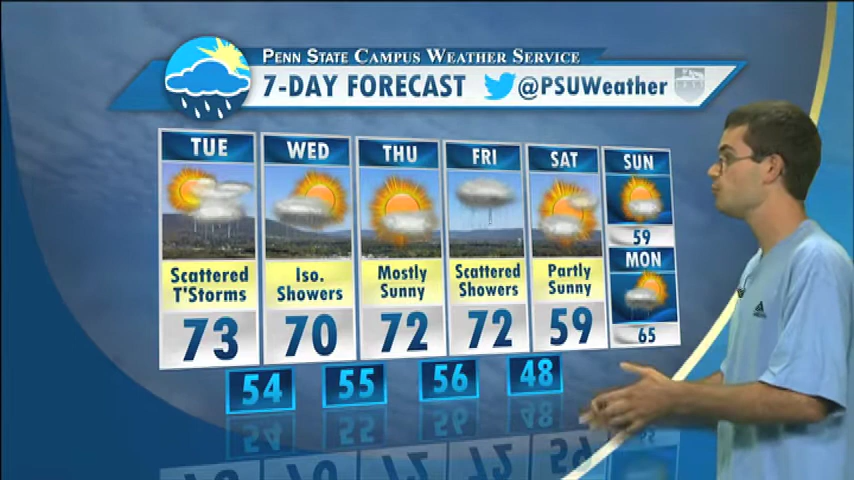 PENN STATE CAMPUS WEATHER SERVICE
7-DAY FORECAST @PSUWeather
TUE
Scattered
T'Storms
73
WED
Iso.
Showers
70
THU
Mostly
Sunny
72
FRI
Scattered
Showers
72
SAT
Partly
Sunny
59
SUN
59
MON
65
54
55
56
48